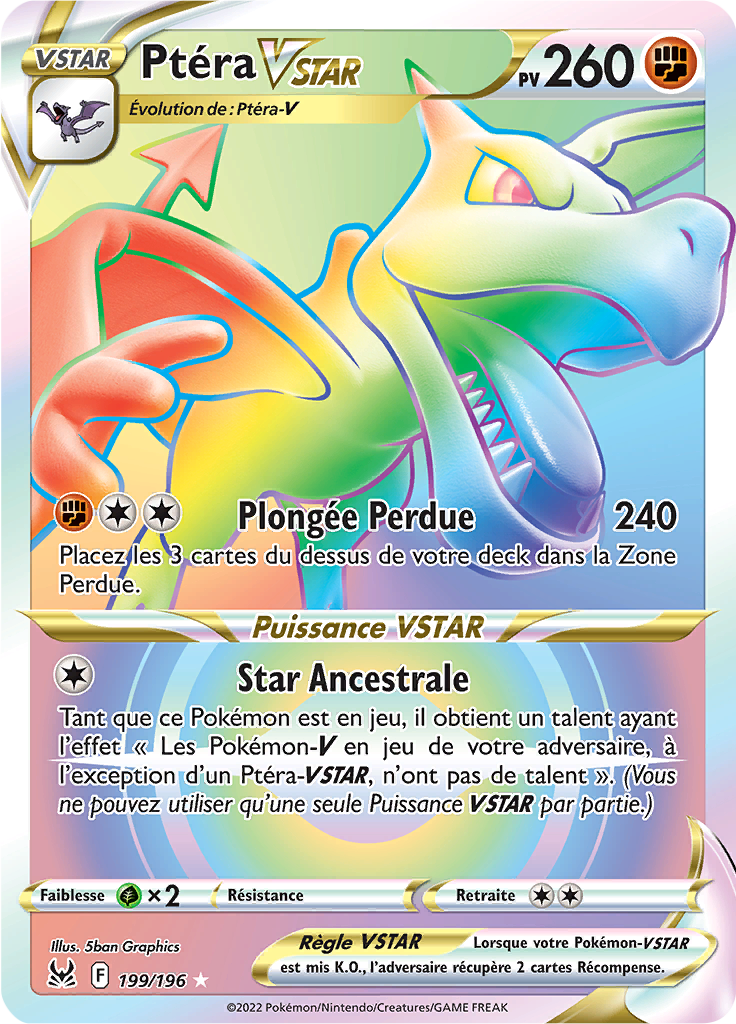 VSTAR
Ptéra VSTAR
PV 260
Évolution de : Ptéra-V
Plongée Perdue 240
Placez les 3 cartes du dessus de votre deck dans la Zone
Perdue.
Puissance VSTAR
Star Ancestrale
Tant que ce Pokémon est en jeu, il obtient un talent ayant
l'effet « Les Pokémon-V en jeu de votre adversaire, à
l'exception d'un Ptéra-VSTAR, n'ont pas de talent ». (Vous
ne pouvez utiliser qu'une seule Puissance VSTAR par partie.)
Faiblesse ×2 Résistance Retraite
Illus. 5ban Graphics
F 199/196
Règle VSTAR Lorsque votre Pokémon-VSTAR
est mis K.O., l'adversaire récupère 2 cartes Récompense.
©2022 Pokémon/Nintendo/Creatures/GAME FREAK